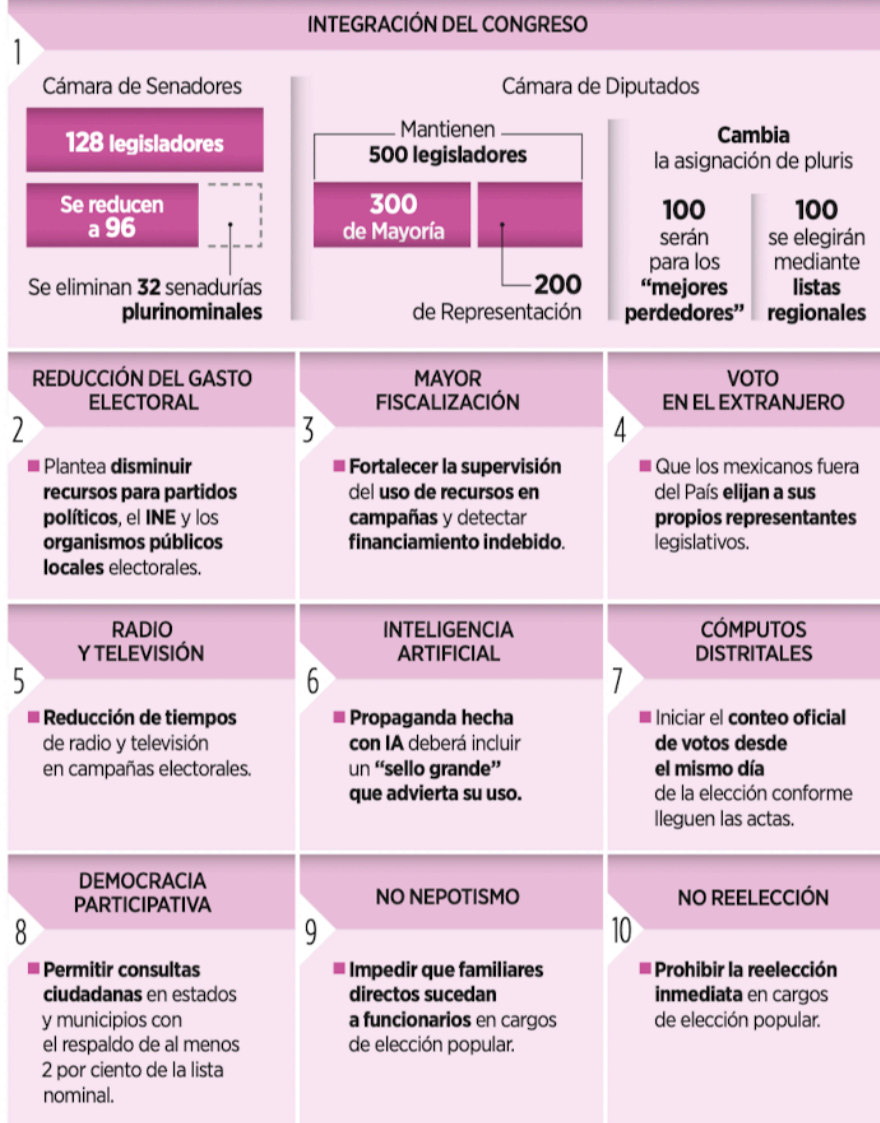 INTEGRACIÓN DEL CONGRESO
1
Cámara de Senadores
128 legisladores
Se reducen
a 96
Se eliminan 32 senadurías
plurinominales
Cámara de Diputados
Mantienen
500 legisladores
300
de Mayoría
200
de Representación
Cambia
la asignación de pluris
100
serán
para los
“mejores
perdedores”
100
se elegirán
mediante
listas
regionales
REDUCCIÓN DEL GASTO
ELECTORAL
2
Plantea disminuir
recursos para partidos
políticos, el INE y los
organismos públicos
locales electorales.
MAYOR
FISCALIZACIÓN
3
Fortalecer la supervisión
del uso de recursos en
campañas y detectar
financiamiento indebido.
VOTO
EN EL EXTRANJERO
4
Que los mexicanos fuera
del País elijan a sus
propios representantes
legislativos.
RADIO
Y TELEVISIÓN
5
Reducción de tiempos
de radio y televisión
en campañas electorales.
INTELIGENCIA
ARTIFICIAL
6
Propaganda hecha
con IA deberá incluir
un “sello grande”
que advierta su uso.
CÓMPUTOS
DISTRITALES
7
Iniciar el conteo oficial
de votos desde
el mismo día
de la elección conforme
lleguen las actas.
DEMOCRACIA
PARTICIPATIVA
8
Permitir consultas
ciudadanas en estados
y municipios con
el respaldo de al menos
2 por ciento de la lista
nominal.
NO NEPOTISMO
9
Impedir que familiares
directos sucedan
a funcionarios en cargos
de elección popular.
NO REELECCIÓN
10
Prohibir la reelección
inmediata en cargos
de elección popular.